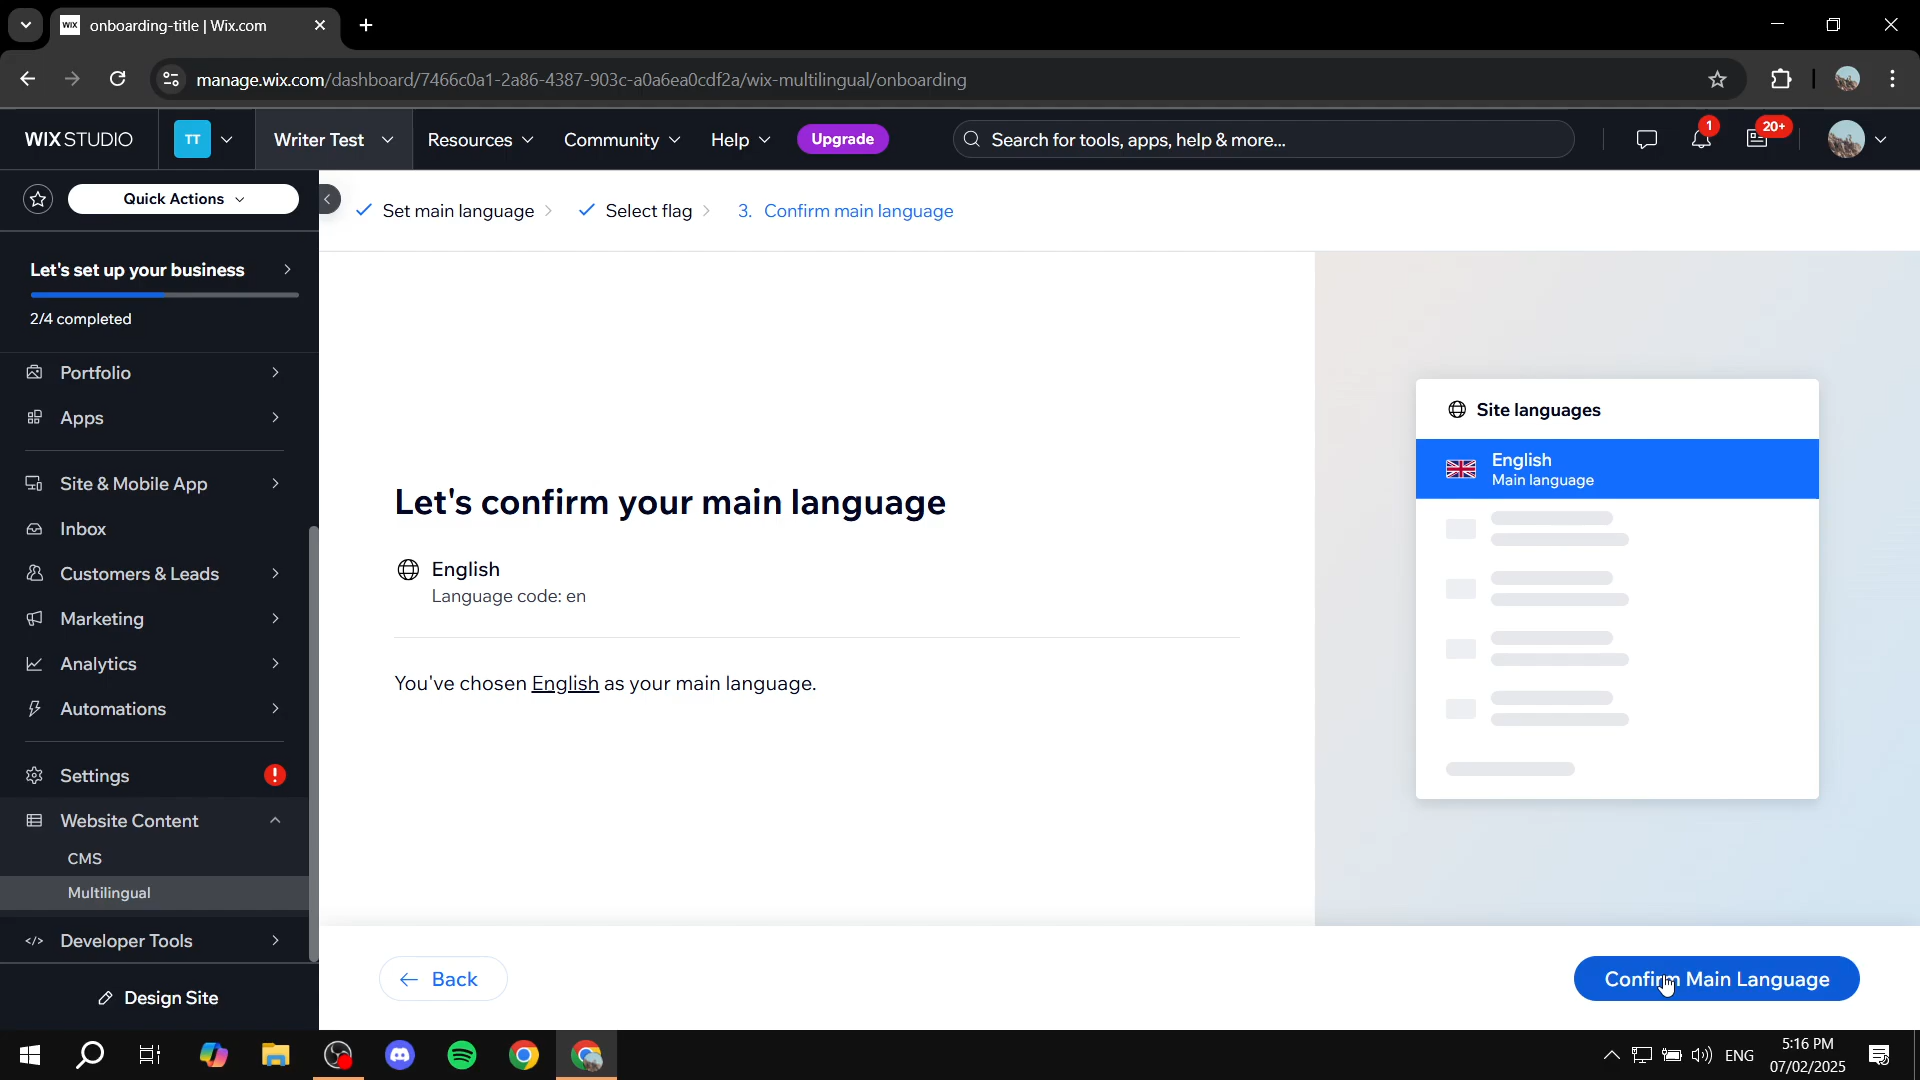 WIX
onboarding-title | Wix.com
manage.wix.com/dashboard/7466c0a1-2a86-4387-903c-a0a6ea0cdf2a/wix-multilingual/onboarding
WIX STUDIO
TT
Writer Test
Resources
Community
Help
Upgrade
Search for tools, apps, help & more...
1
20+
Quick Actions
Set main language
Select flag
3. Confirm main language
Let's set up your business
2/4 completed
Portfolio
Apps
Site & Mobile App
Inbox
Customers & Leads
Marketing
Analytics
Automations
Settings
!
Website Content
CMS
Multilingual
Developer Tools
Design Site
Let's confirm your main language
English
Language code: en
You've chosen English as your main language.
Site languages
English
Main language
Back
Confirm Main Language
ENG
5:16 PM
07/02/2025